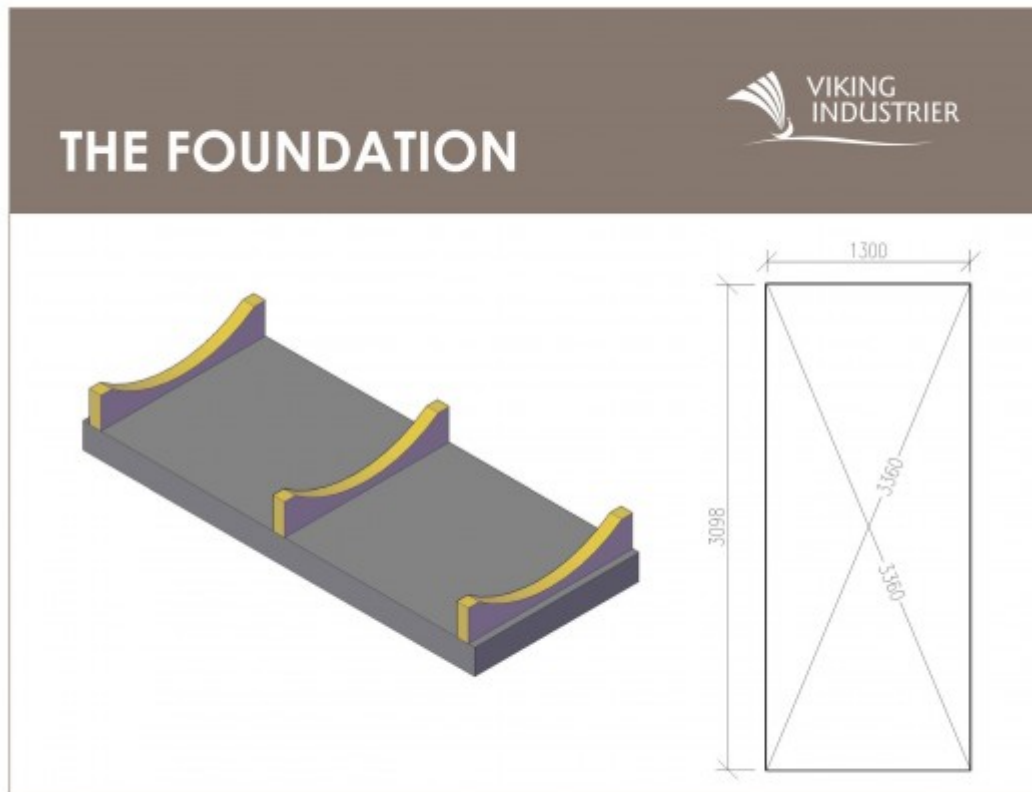 VIKING
INDUSTRIER
THE FOUNDATION
1300
3098
3360
3360